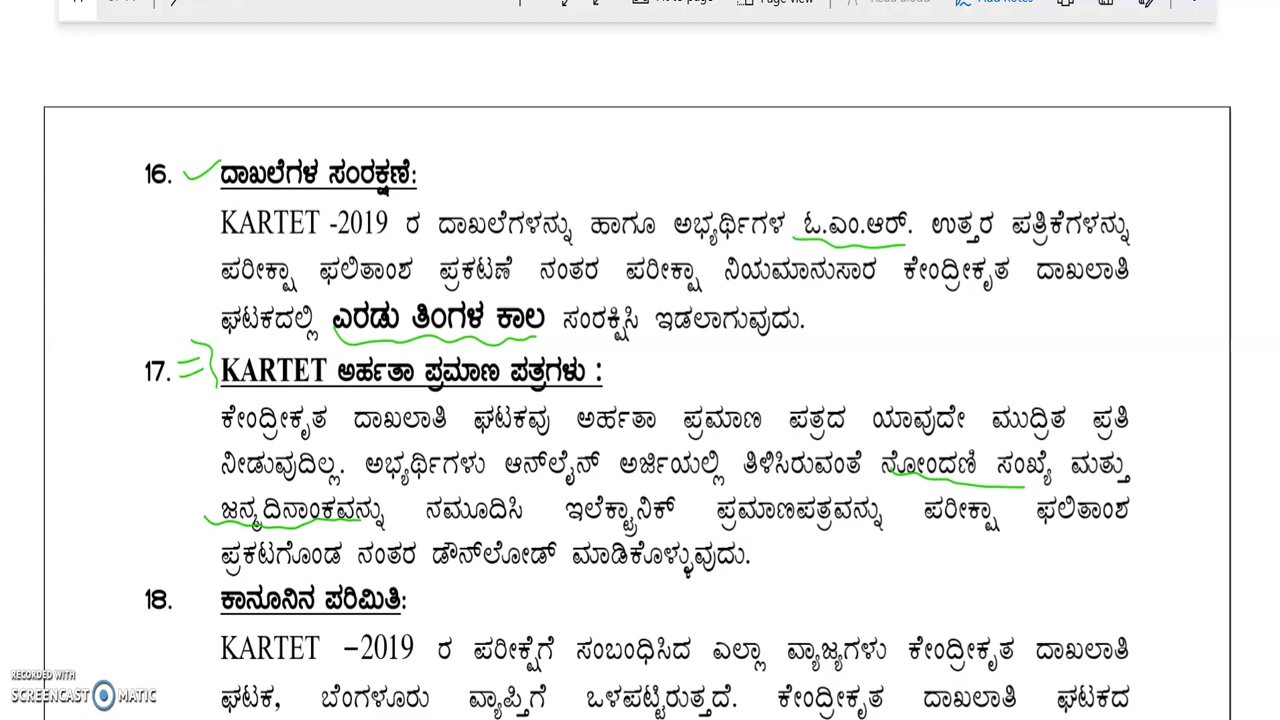 16. ದಾಖಲೆಗಳ ಸಂರಕ್ಷಣೆ:
KARTET -2019 ರ ದಾಖಲೆಗಳನ್ನು ಹಾಗೂ ಅಭ್ಯರ್ಥಿಗಳ ಓ.ಎಂ.ಆರ್. ಉತ್ತರ ಪತ್ರಿಕೆಗಳನ್ನು
ಪರೀಕ್ಷಾ ಫಲಿತಾಂಶ ಪ್ರಕಟಣೆ ನಂತರ ಪರೀಕ್ಷಾ ನಿಯಮಾನುಸಾರ ಕೇಂದ್ರೀಕೃತ ದಾಖಲಾತಿ
ಘಟಕದಲ್ಲಿ ಎರಡು ತಿಂಗಳ ಕಾಲ ಸಂರಕ್ಷಿಸಿ ಇಡಲಾಗುವುದು.
17. KARTET ಅರ್ಹತಾ ಪ್ರಮಾಣ ಪತ್ರಗಳು :
ಕೇಂದ್ರೀಕೃತ ದಾಖಲಾತಿ ಘಟಕವು ಅರ್ಹತಾ ಪ್ರಮಾಣ ಪತ್ರದ ಯಾವುದೇ ಮುದ್ರಿತ ಪ್ರತಿ
ನೀಡುವುದಿಲ್ಲ. ಅಭ್ಯರ್ಥಿಗಳು ಆನ್‌ಲೈನ್ ಅರ್ಜಿಯಲ್ಲಿ ತಿಳಿಸಿರುವಂತೆ ನೋಂದಣಿ ಸಂಖ್ಯೆ ಮತ್ತು
ಜನ್ಮದಿನಾಂಕವನ್ನು ನಮೂದಿಸಿ ಇಲೆಕ್ಟ್ರಾನಿಕ್ ಪ್ರಮಾಣಪತ್ರವನ್ನು ಪರೀಕ್ಷಾ ಫಲಿತಾಂಶ
ಪ್ರಕಟಗೊಂಡ ನಂತರ ಡೌನ್‌ಲೋಡ್ ಮಾಡಿಕೊಳ್ಳುವುದು.
18. ಕಾನೂನಿನ ಪರಿಮಿತಿ:
KARTET –2019 ರ ಪರೀಕ್ಷೆಗೆ ಸಂಬಂಧಿಸಿದ ಎಲ್ಲಾ ವ್ಯಾಜ್ಯಗಳು ಕೇಂದ್ರೀಕೃತ ದಾಖಲಾತಿ
ಘಟಕ, ಬೆಂಗಳೂರು ವ್ಯಾಪ್ತಿಗೆ ಒಳಪಟ್ಟಿರುತ್ತದೆ. ಕೇಂದ್ರೀಕೃತ ದಾಖಲಾತಿ ಘಟಕದ
RECORDED WITH
SCREENCAST MATIC